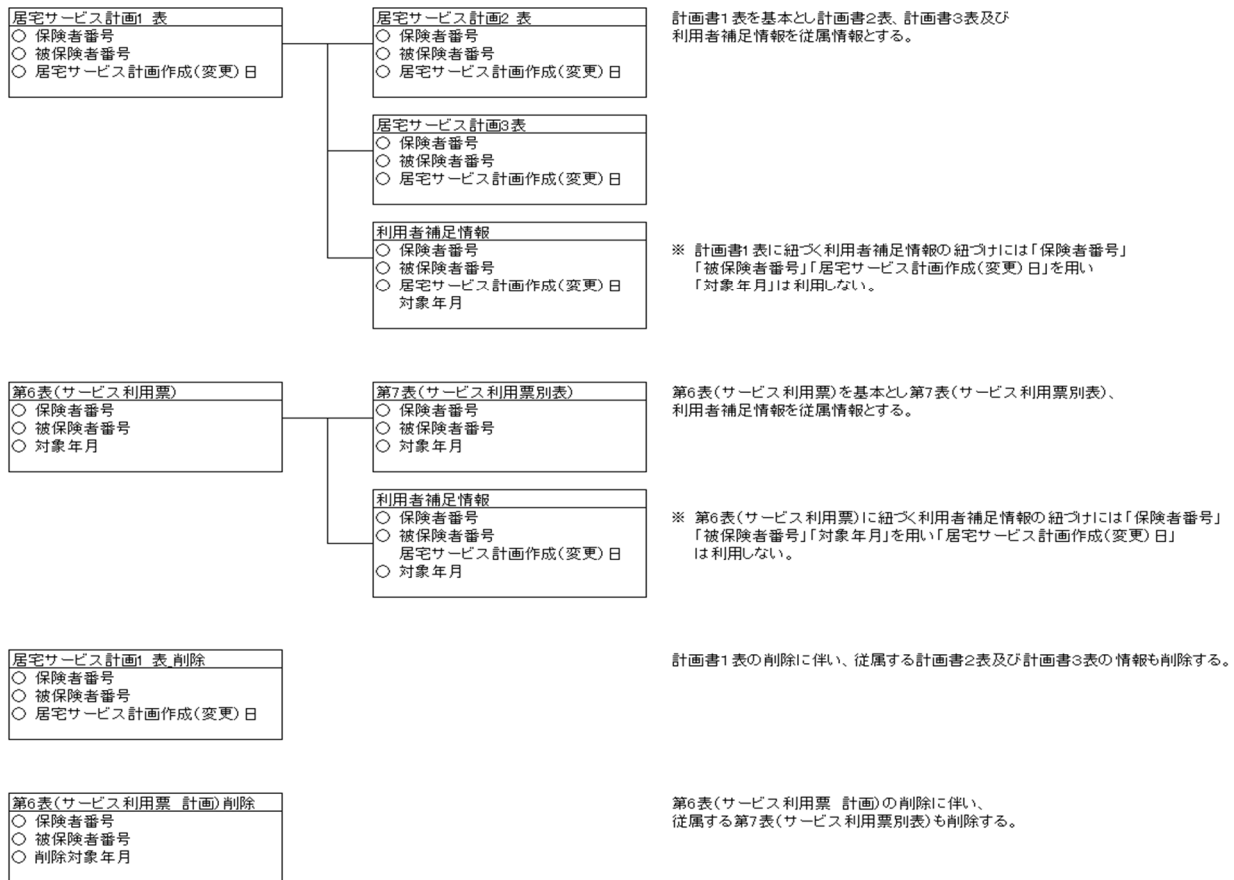 居宅サービス計画1 表
○ 保険者番号
○ 被保険者番号
○ 居宅サービス計画作成(変更)日
居宅サービス計画2 表
○ 保険者番号
○ 被保険者番号
○ 居宅サービス計画作成(変更)日
計画書1表を基本とし計画書2表、計画書3表及び
利用者補足情報を従属情報とする。
居宅サービス計画3表
○ 保険者番号
○ 被保険者番号
○ 居宅サービス計画作成(変更)日
利用者補足情報
○ 保険者番号
○ 被保険者番号
○ 居宅サービス計画作成(変更)日
対象年月
※ 計画書1表に紐づく利用者補足情報の紐づけには「保険者番号」
「被保険者番号」「居宅サービス計画作成(変更)日」を用い
「対象年月」は利用しない。
第6表(サービス利用票)
○ 保険者番号
○ 被保険者番号
○ 対象年月
第7表(サービス利用票別表)
○ 保険者番号
○ 被保険者番号
○ 対象年月
第6表(サービス利用票)を基本とし第7表(サービス利用票別表)、
利用者補足情報を従属情報とする。
利用者補足情報
○ 保険者番号
○ 被保険者番号
居宅サービス計画作成(変更)日
○ 対象年月
※ 第6表(サービス利用票)に紐づく利用者補足情報の紐づけには「保険者番号」
「被保険者番号」「対象年月」を用い「居宅サービス計画作成(変更)日」
は利用しない。
居宅サービス計画1 表_削除
○ 保険者番号
○ 被保険者番号
○ 居宅サービス計画作成(変更)日
計画書1表の削除に伴い、従属する計画書2表及び計画書3表の情報も削除する。
第6表(サービス利用票 計画)削除
○ 保険者番号
○ 被保険者番号
○ 削除対象年月
第6表(サービス利用票 計画)の削除に伴い、
従属する第7表(サービス利用票別表)も削除する。